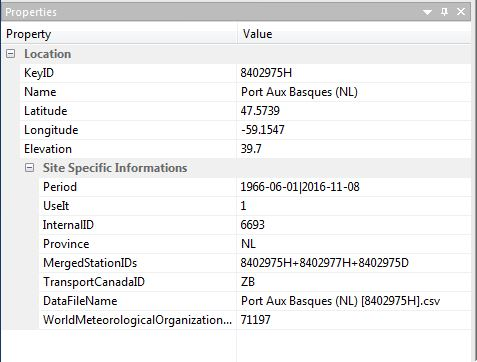 Properties
Property Value
Location
KeyID 8402975H
Name Port Aux Basques (NL)
Latitude 47.5739
Longitude -59.1547
Elevation 39.7
Site Specific Informations
Period 1966-06-01|2016-11-08
UseIt 1
InternalID 6693
Province NL
MergedStationIDs 8402975H+8402977H+8402975D
TransportCanadaID ZB
DataFileName Port Aux Basques (NL) [8402975H].csv
WorldMeteorologicalOrganization... 71197